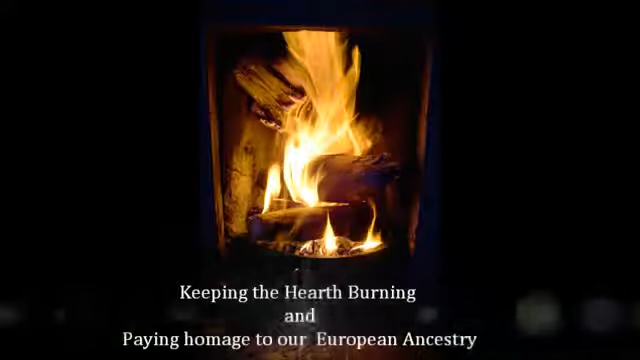 Keeping the Hearth Burning
and
Paying homage to our European Ancestry